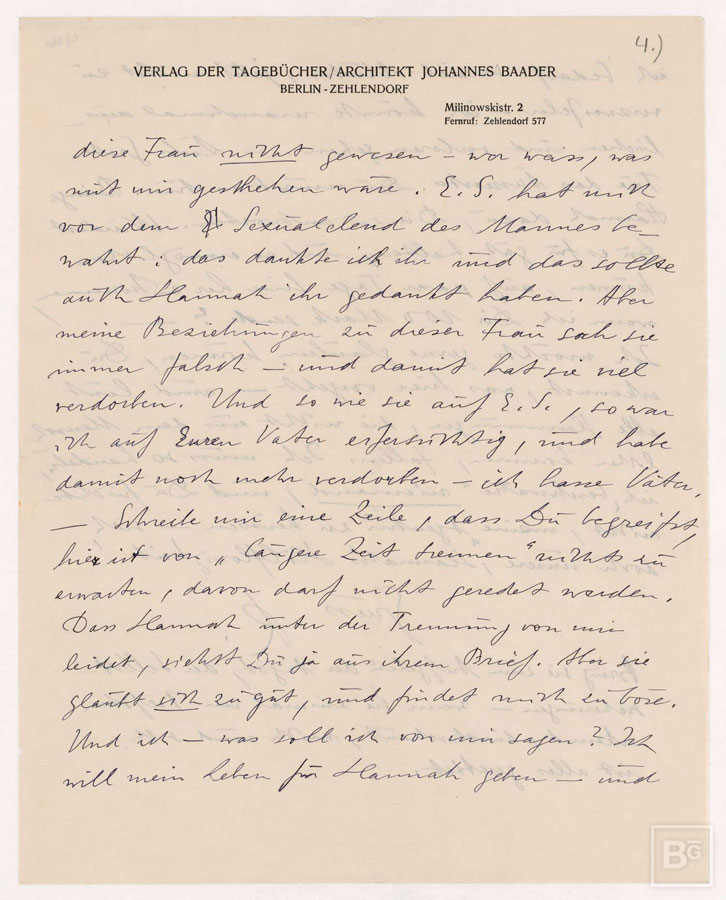 4.)
VERLAG DER TAGEBÜCHER/ARCHITEKT JOHANNES BAADER
BERLIN-ZEHLENDORF
Milinowskistr. 2
Fernruf: Zehlendorf 577
diese Frau nicht gewesen – wer weiss, was
mit mir geschehen wäre. E. S. hat mich
vor dem Sexualelend des Mannes be-
wahrt: das dankte ich ihr und das sollte
auch Hannah ihr gedankt haben. Aber
meine Beziehungen zu dieser Frau sah sie
immer falsch – und damit hat sie viel
verdorben. Und so wie sie auf E. S., so war
ich auf Euren Vater eifersüchtig, und habe
damit noch mehr verdorben – ich hasse Väter.
— Schreibe mir eine Zeile, dass Du begreifst,
hier ist von „längere Zeit trennen“ nichts zu
erwarten, davon darf nicht geredet werden.
Dass Hannah unter der Trennung von mir
leidet, siehst Du ja aus ihrem Brief. Aber sie
glaubt sich zu gut, und findet mich zu böse.
Und ich – was soll ich von mir sagen? Ich
will mein Leben für Hannah geben – und
BG